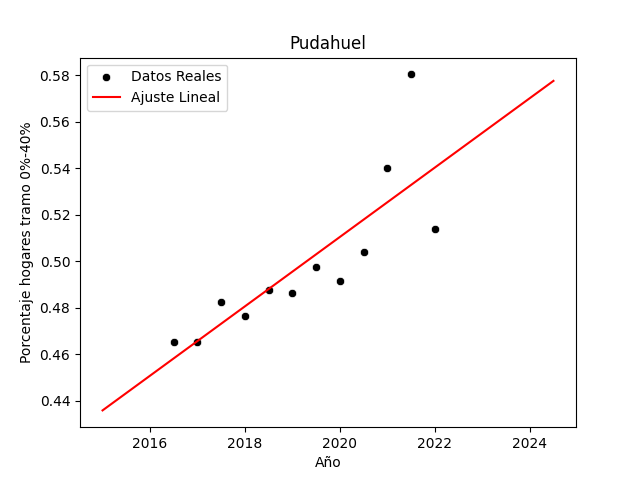 Pudahuel
Datos Reales
Ajuste Lineal
Porcentaje hogares tramo 0%-40%
0.58
0.56
0.54
0.52
0.50
0.48
0.46
0.44
2016 2018 2020 2022 2024
Año